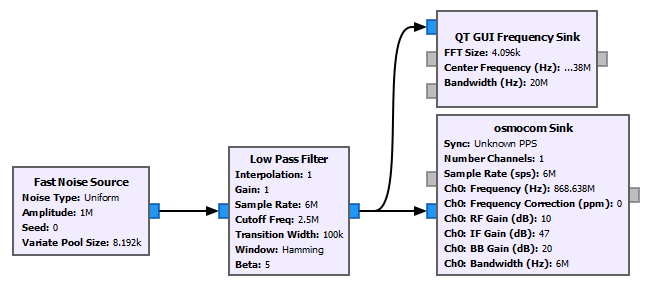 QT GUI Frequency Sink
FFT Size: 4.096k
Center Frequency (Hz): ...38M
Bandwidth (Hz): 20M
osmocom Sink
Sync: Unknown PPS
Number Channels: 1
Sample Rate (sps): 6M
Ch0: Frequency (Hz): 868.638M
Ch0: Frequency Correction (ppm): 0
Ch0: RF Gain (dB): 10
Ch0: IF Gain (dB): 47
Ch0: BB Gain (dB): 20
Ch0: Bandwidth (Hz): 6M
Low Pass Filter
Interpolation: 1
Gain: 1
Sample Rate: 6M
Cutoff Freq: 2.5M
Transition Width: 100k
Window: Hamming
Beta: 5
Fast Noise Source
Noise Type: Uniform
Amplitude: 1M
Seed: 0
Variate Pool Size: 8.192k